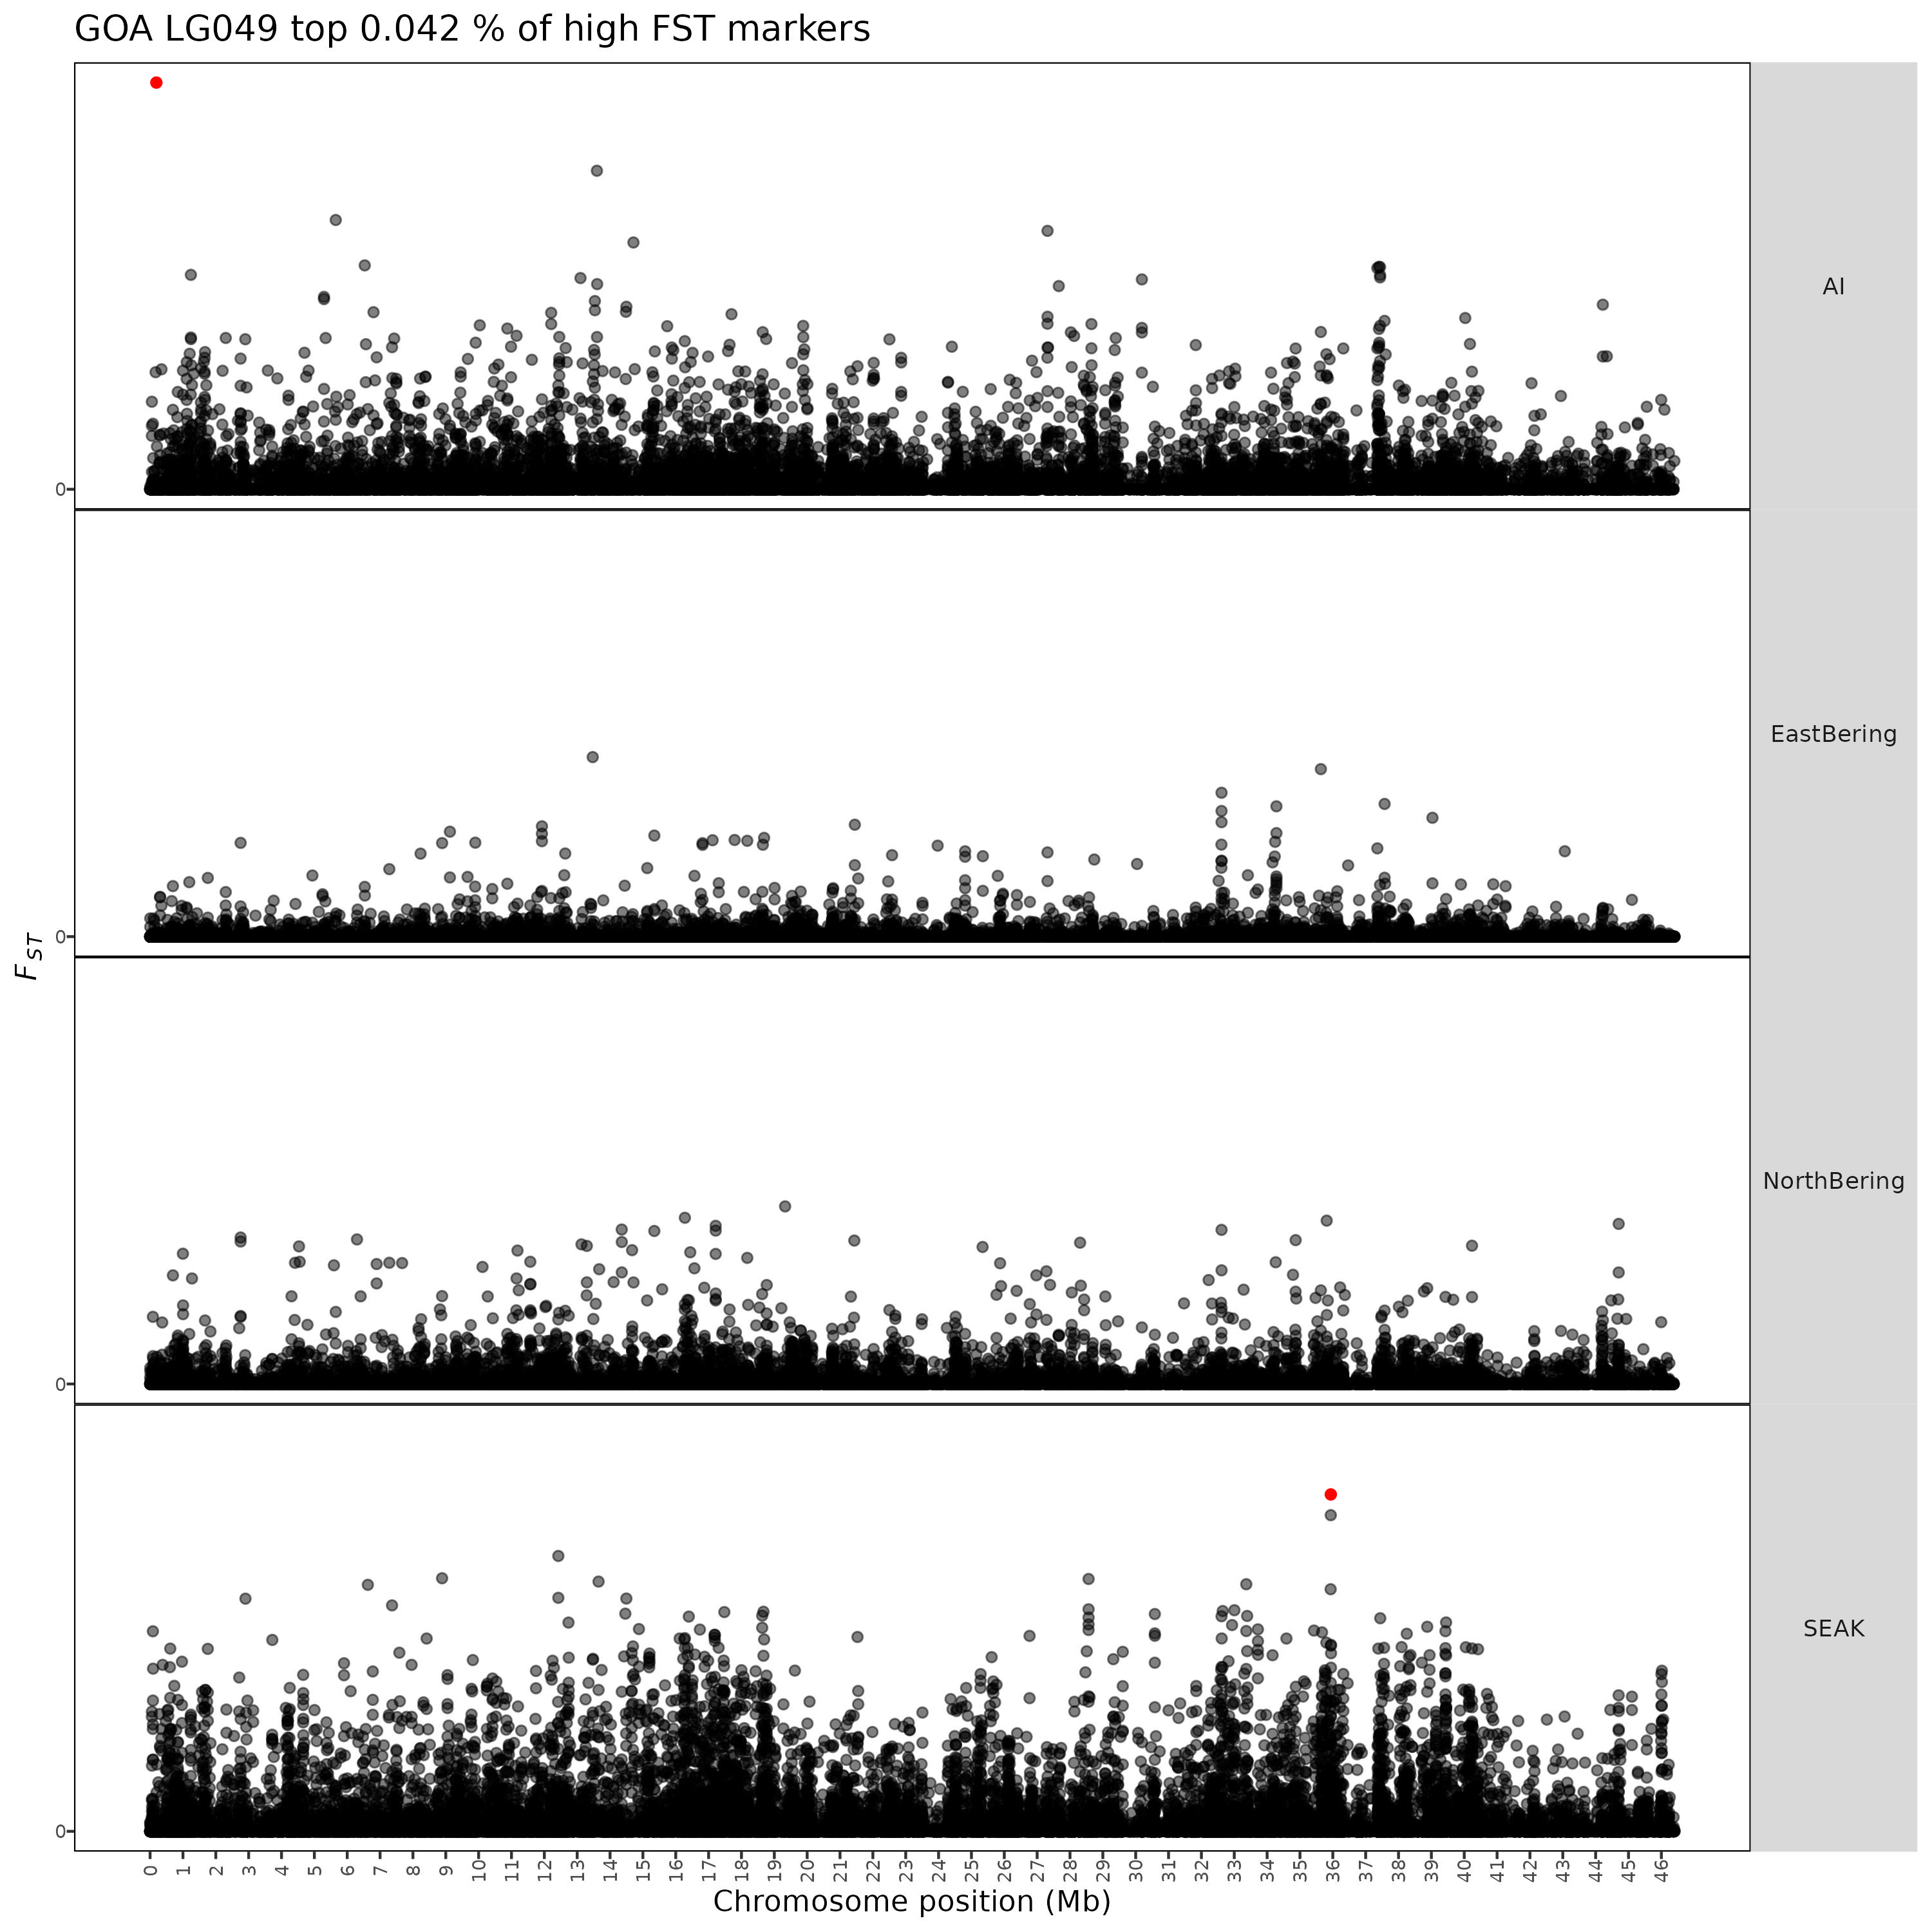 GOA LG049 top 0.042 % of high FST markers
0
AI
0
EastBering
FST
0
NorthBering
0
SEAK
0 1 2 3 4 5 6 7 8 9 10 11 12 13 14 15 16 17 18 19 20 21 22 23 24 25 26 27 28 29 30 31 32 33 34 35 36 37 38 39 40 41 42 43 44 45 46
Chromosome position (Mb)